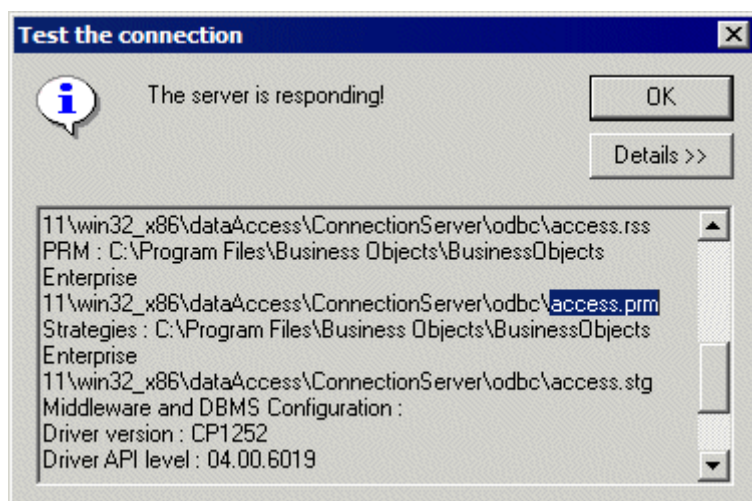 Test the connection
The server is responding!
OK
Details >>
11\win32_x86\dataAccess\ConnectionServer\odbc\access.rss
PRM : C:\Program Files\Business Objects\BusinessObjects
Enterprise
11\win32_x86\dataAccess\ConnectionServer\odbc\access.prm
Strategies : C:\Program Files\Business Objects\BusinessObjects
Enterprise
11\win32_x86\dataAccess\ConnectionServer\odbc\access.stg
Middleware and DBMS Configuration :
Driver version : CP1252
Driver API level : 04.00.6019